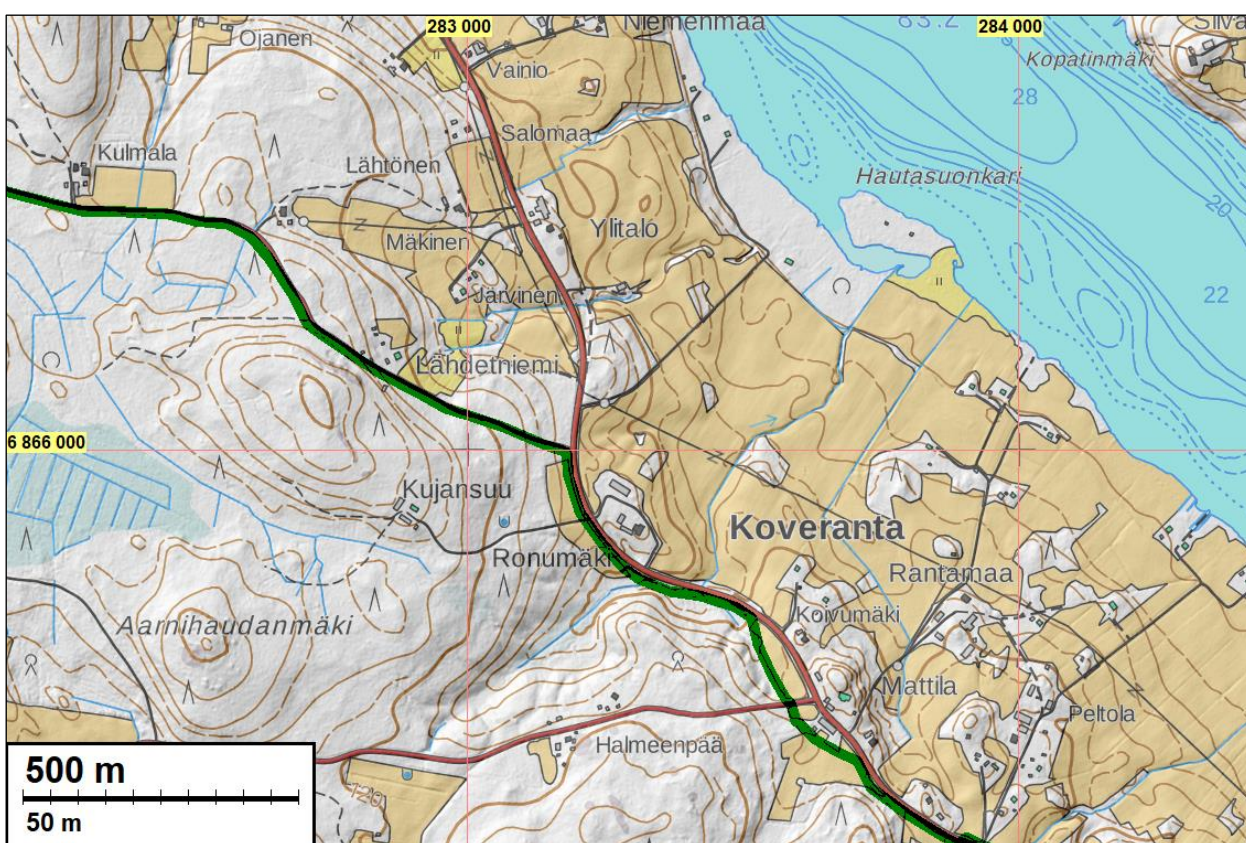 283 000
284 000
Niemenmaa
63.2
Ojanen
Vainio
Kopatinmäki
28
Salomaa
Kulmala
Lähtönen
Hautasuonkari
20
Ylitalo
Mäkinen
Järvinen
22
Lähdetniemi
6 866 000
Kujansuu
Koveranta
Ronumäki
Rantamaa
Koivumäki
Aarnihaudanmäki
Mattila
Peltola
Halmeenpää
500 m
120
50 m